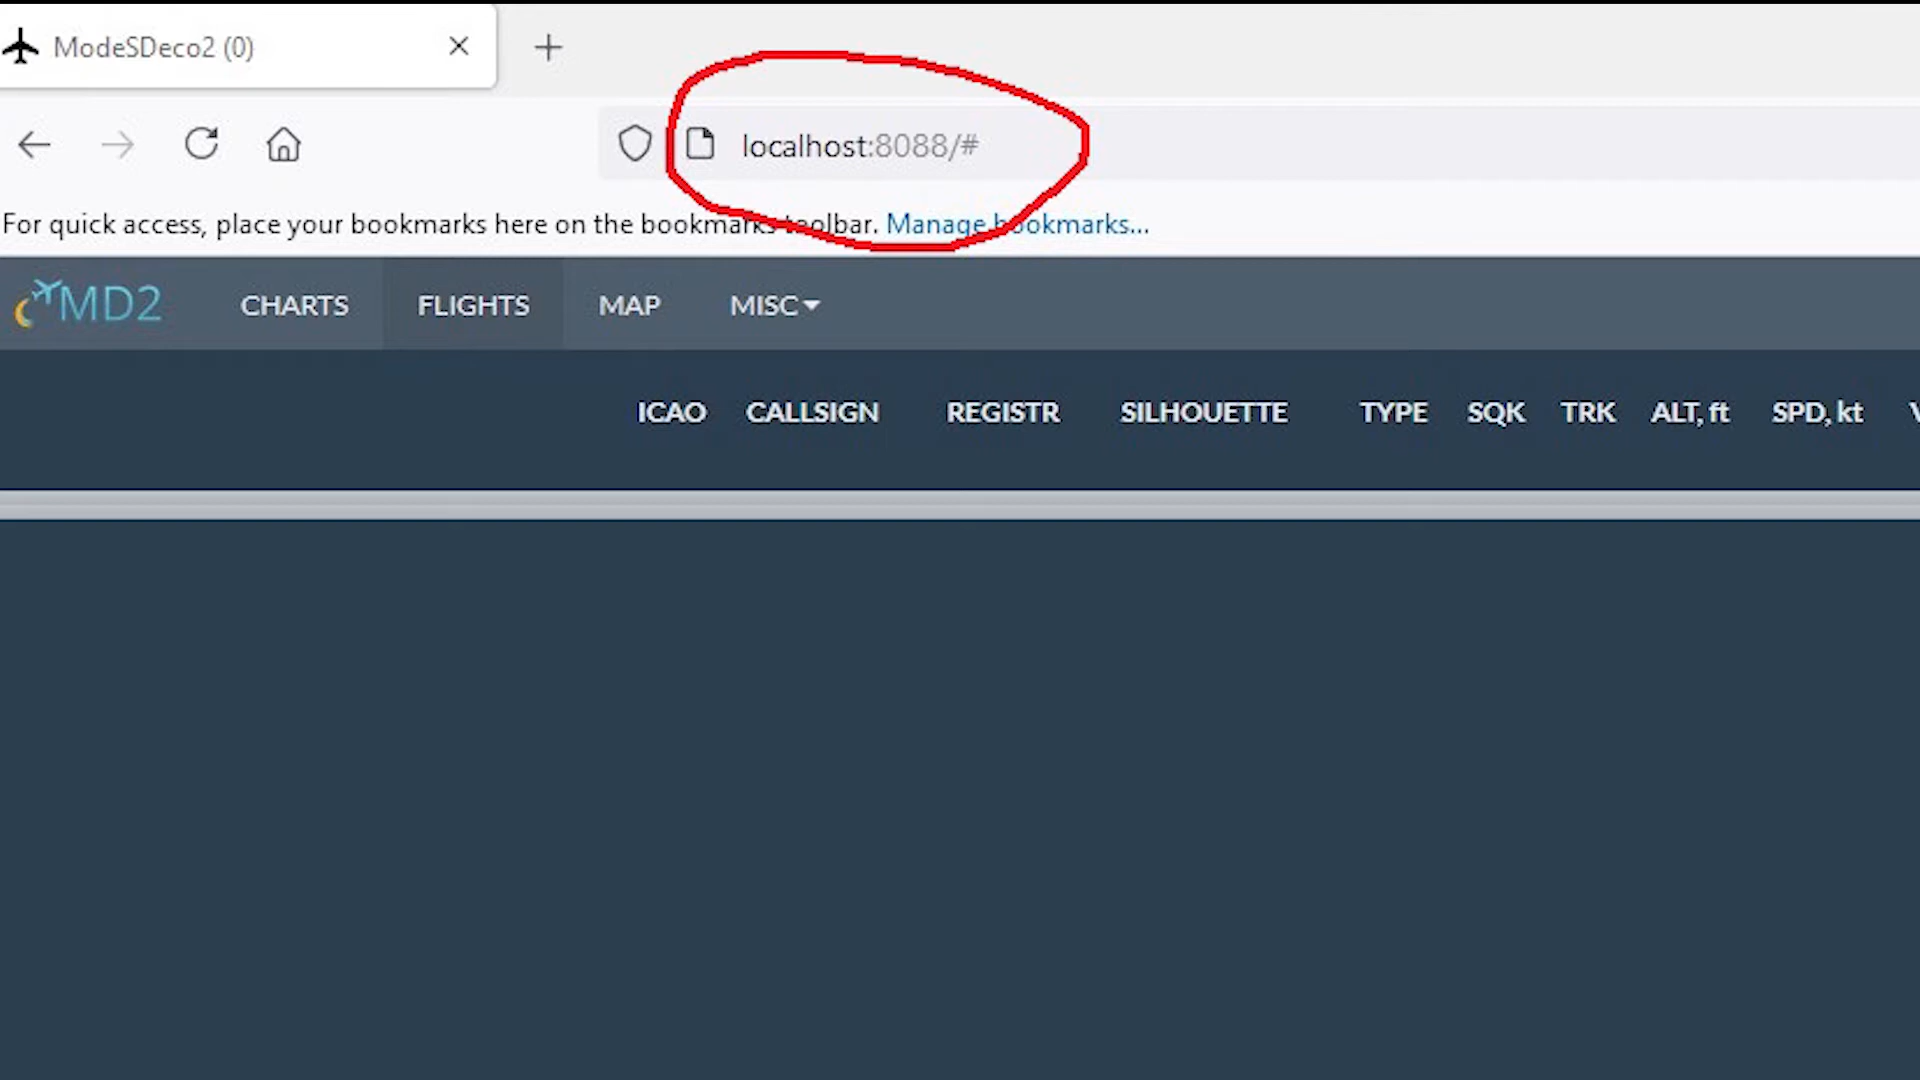 ModeSDeco2 (0)
localhost:8088/#
For quick access, place your bookmarks here on the bookmarks toolbar. Manage bookmarks...
MD2 CHARTS FLIGHTS MAP MISC
ICAO CALLSIGN REGISTR SILHOUETTE TYPE SQK TRK ALT, ft SPD, kt